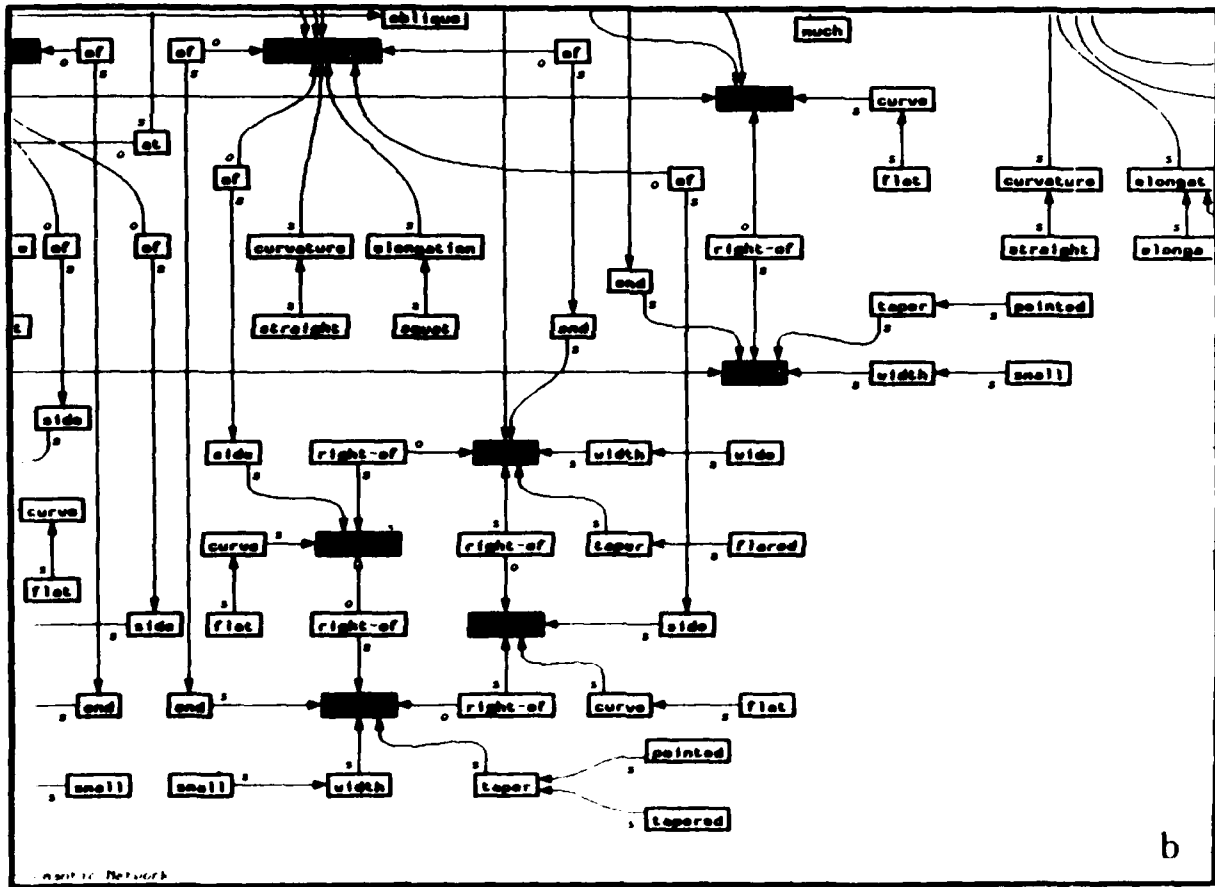 oblique
much
of
of
of
curve
at
of
of
flat
curvature
elongat
of
of
curvature
elongation
right-of
straight
elonga
end
taper
pointed
straight
squat
end
width
small
side
side
right-of
width
wide
curve
curve
right-of
taper
flared
flat
side
flat
right-of
side
end
end
right-of
curve
flat
pointed
small
small
width
taper
tapered
b
Network